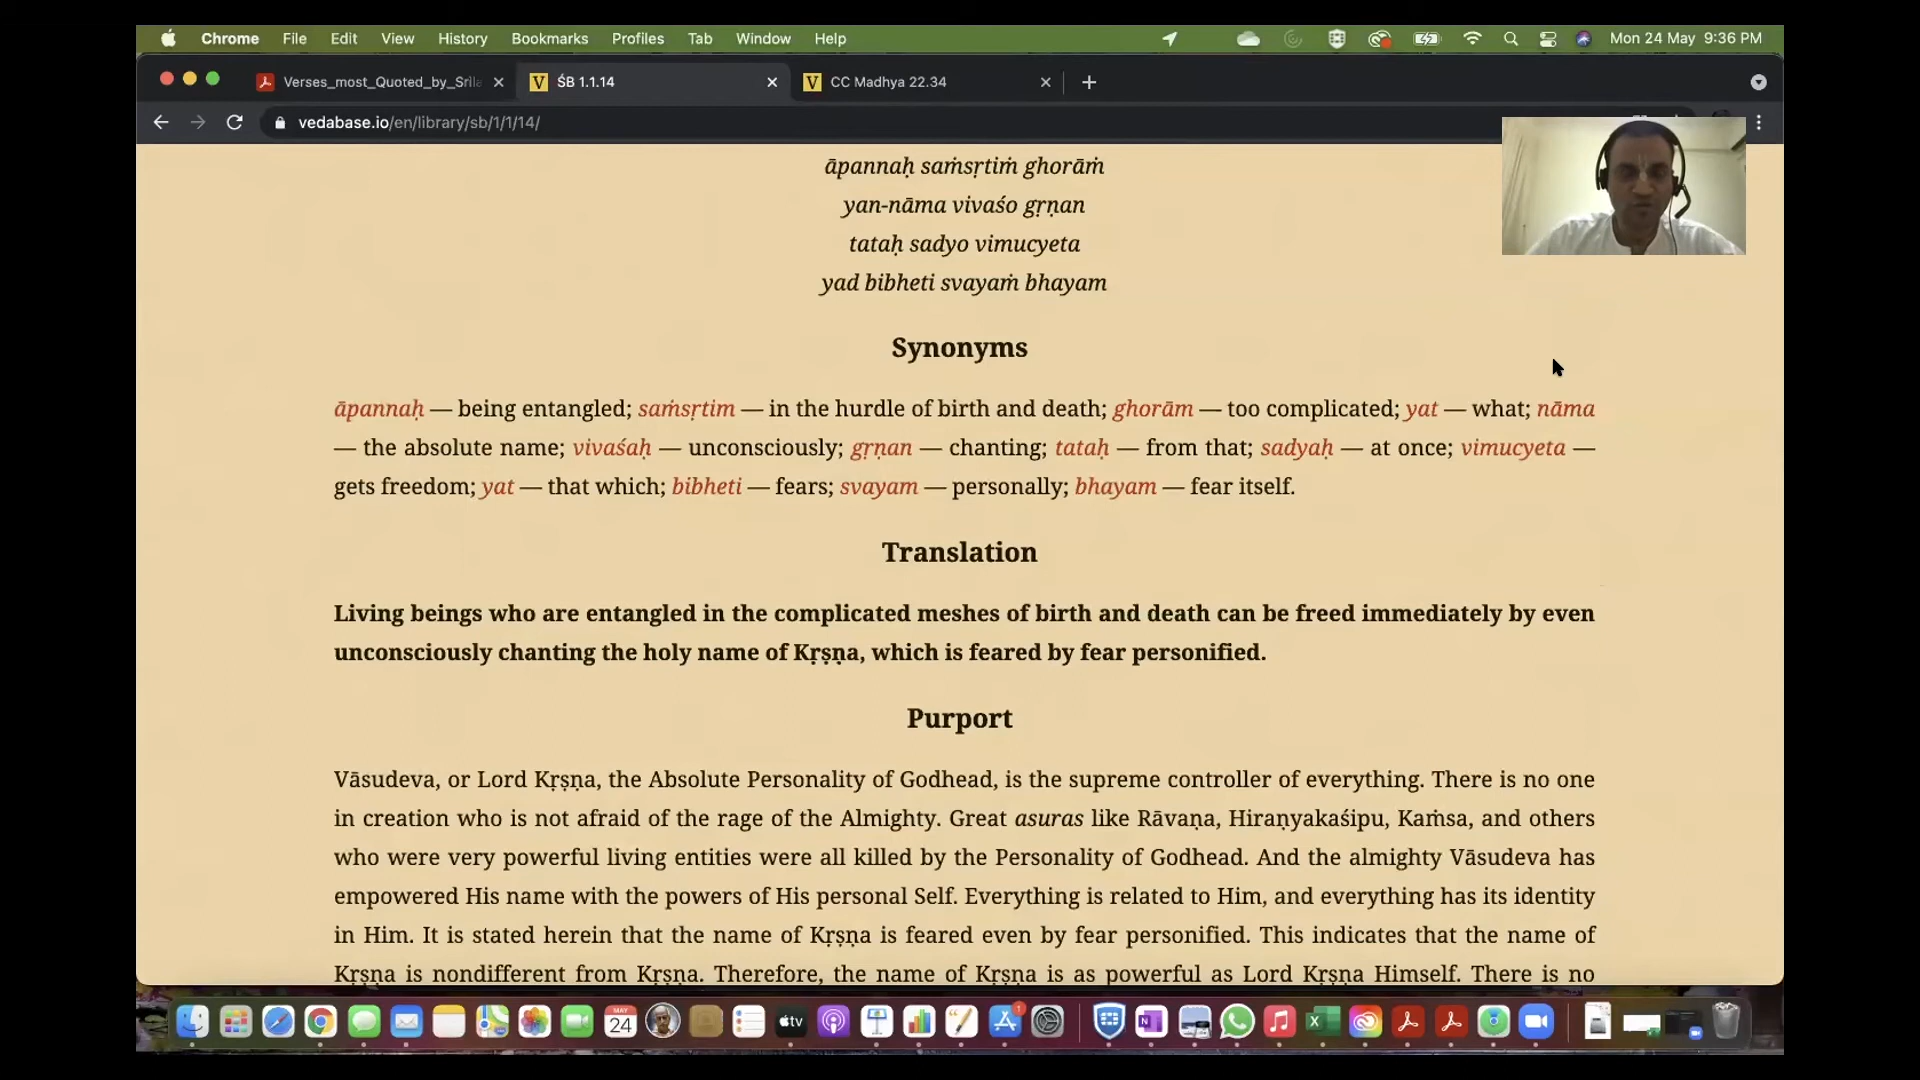 Chrome File Edit View History Bookmarks Profiles Tab Window Help Mon 24 May 9:36 PM
Verses_most_Quoted_by_Srila ŚB 1.1.14 CC Madhya 22.34
vedabase.io/en/library/sb/1/1/14/
āpannaḥ saṁsṛtiṁ ghorāṁ
yan-nāma vivaśo gṛṇan
tataḥ sadyo vimucyeta
yad bibheti svayaṁ bhayam
Synonyms
āpannaḥ — being entangled; saṁsṛtim — in the hurdle of birth and death; ghorām — too complicated; yat — what; nāma
— the absolute name; vivaśaḥ — unconsciously; gṛṇan — chanting; tataḥ — from that; sadyaḥ — at once; vimucyeta —
gets freedom; yat — that which; bibheti — fears; svayam — personally; bhayam — fear itself.
Translation
Living beings who are entangled in the complicated meshes of birth and death can be freed immediately by even
unconsciously chanting the holy name of Kṛṣṇa, which is feared by fear personified.
Purport
Vāsudeva, or Lord Kṛṣṇa, the Absolute Personality of Godhead, is the supreme controller of everything. There is no one
in creation who is not afraid of the rage of the Almighty. Great asuras like Rāvaṇa, Hiraṇyakaśipu, Kaṁsa, and others
who were very powerful living entities were all killed by the Personality of Godhead. And the almighty Vāsudeva has
empowered His name with the powers of His personal Self. Everything is related to Him, and everything has its identity
in Him. It is stated herein that the name of Kṛṣṇa is feared even by fear personified. This indicates that the name of
Kṛṣṇa is nondifferent from Kṛṣṇa. Therefore, the name of Kṛṣṇa is as powerful as Lord Kṛṣṇa Himself. There is no
MAY
24
tv
1